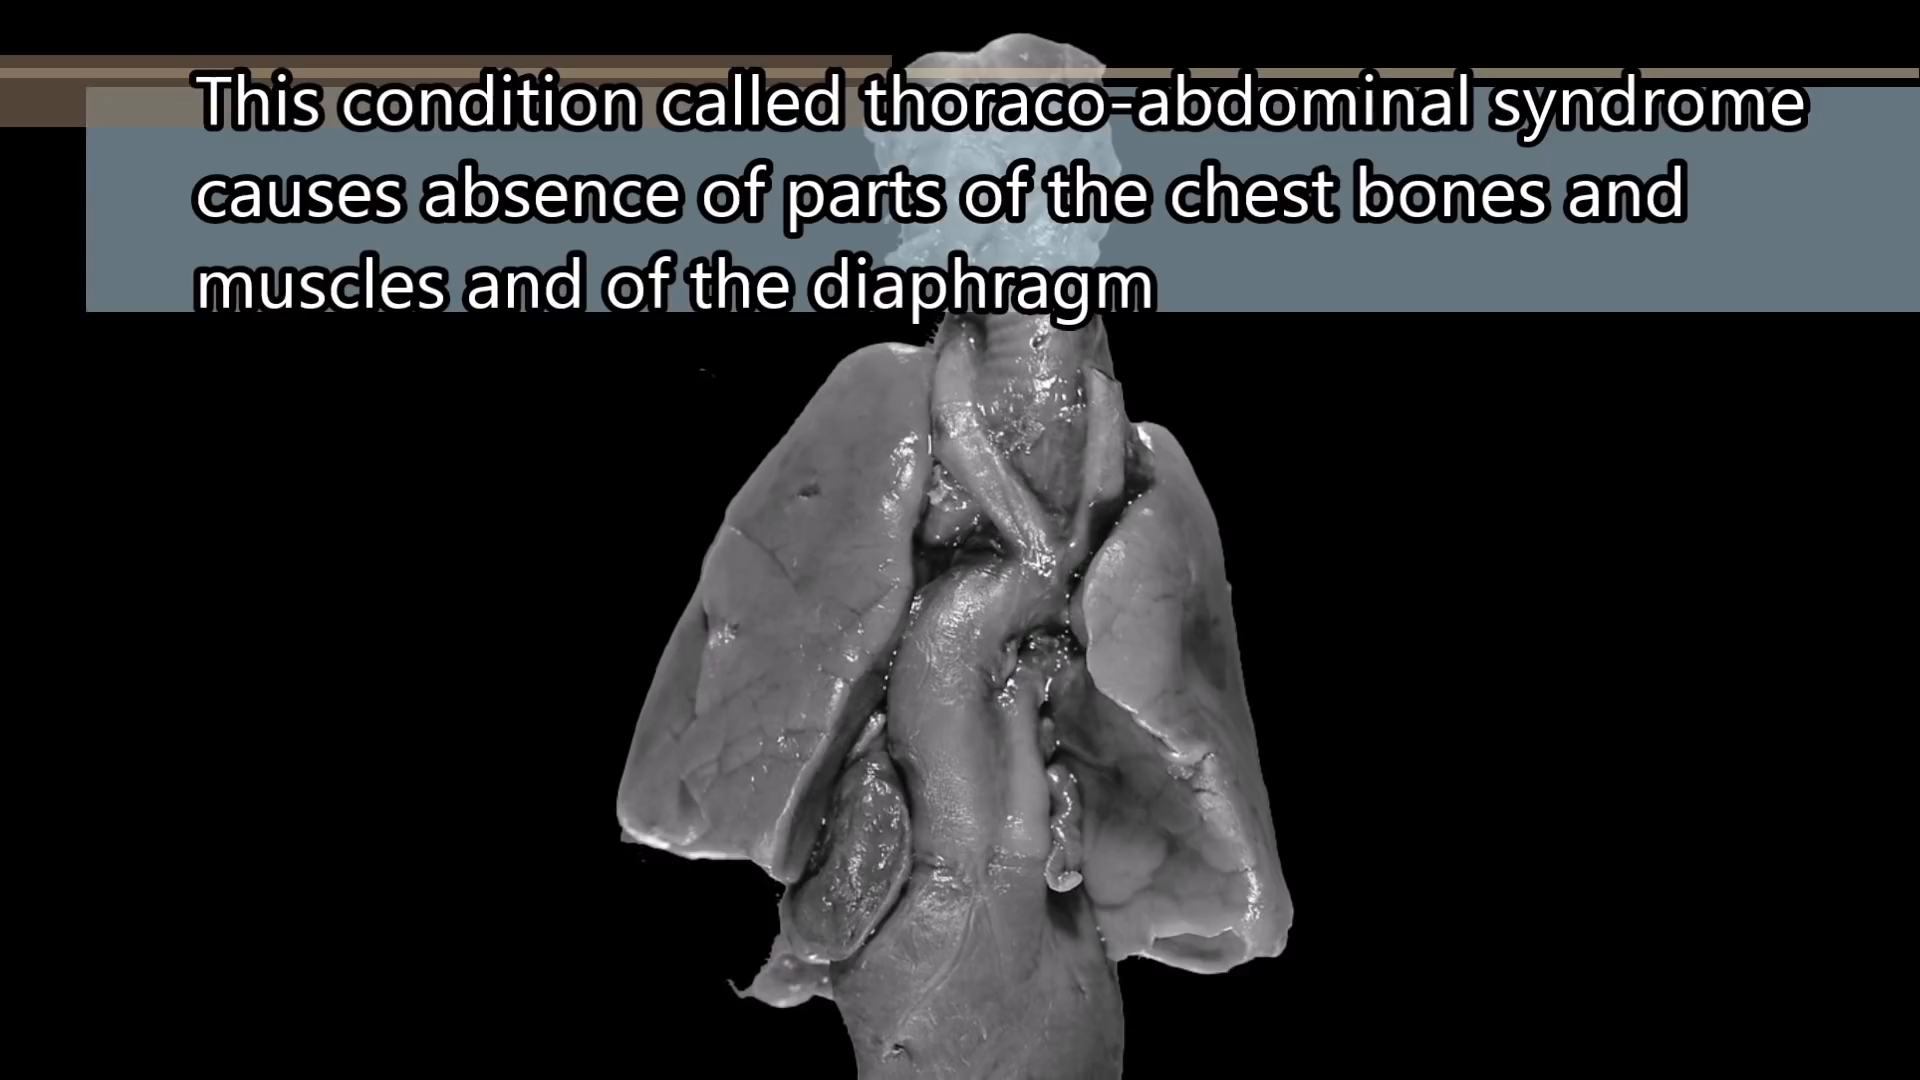 This condition called thoraco-abdominal syndrome
causes absence of parts of the chest bones and
muscles and of the diaphragm